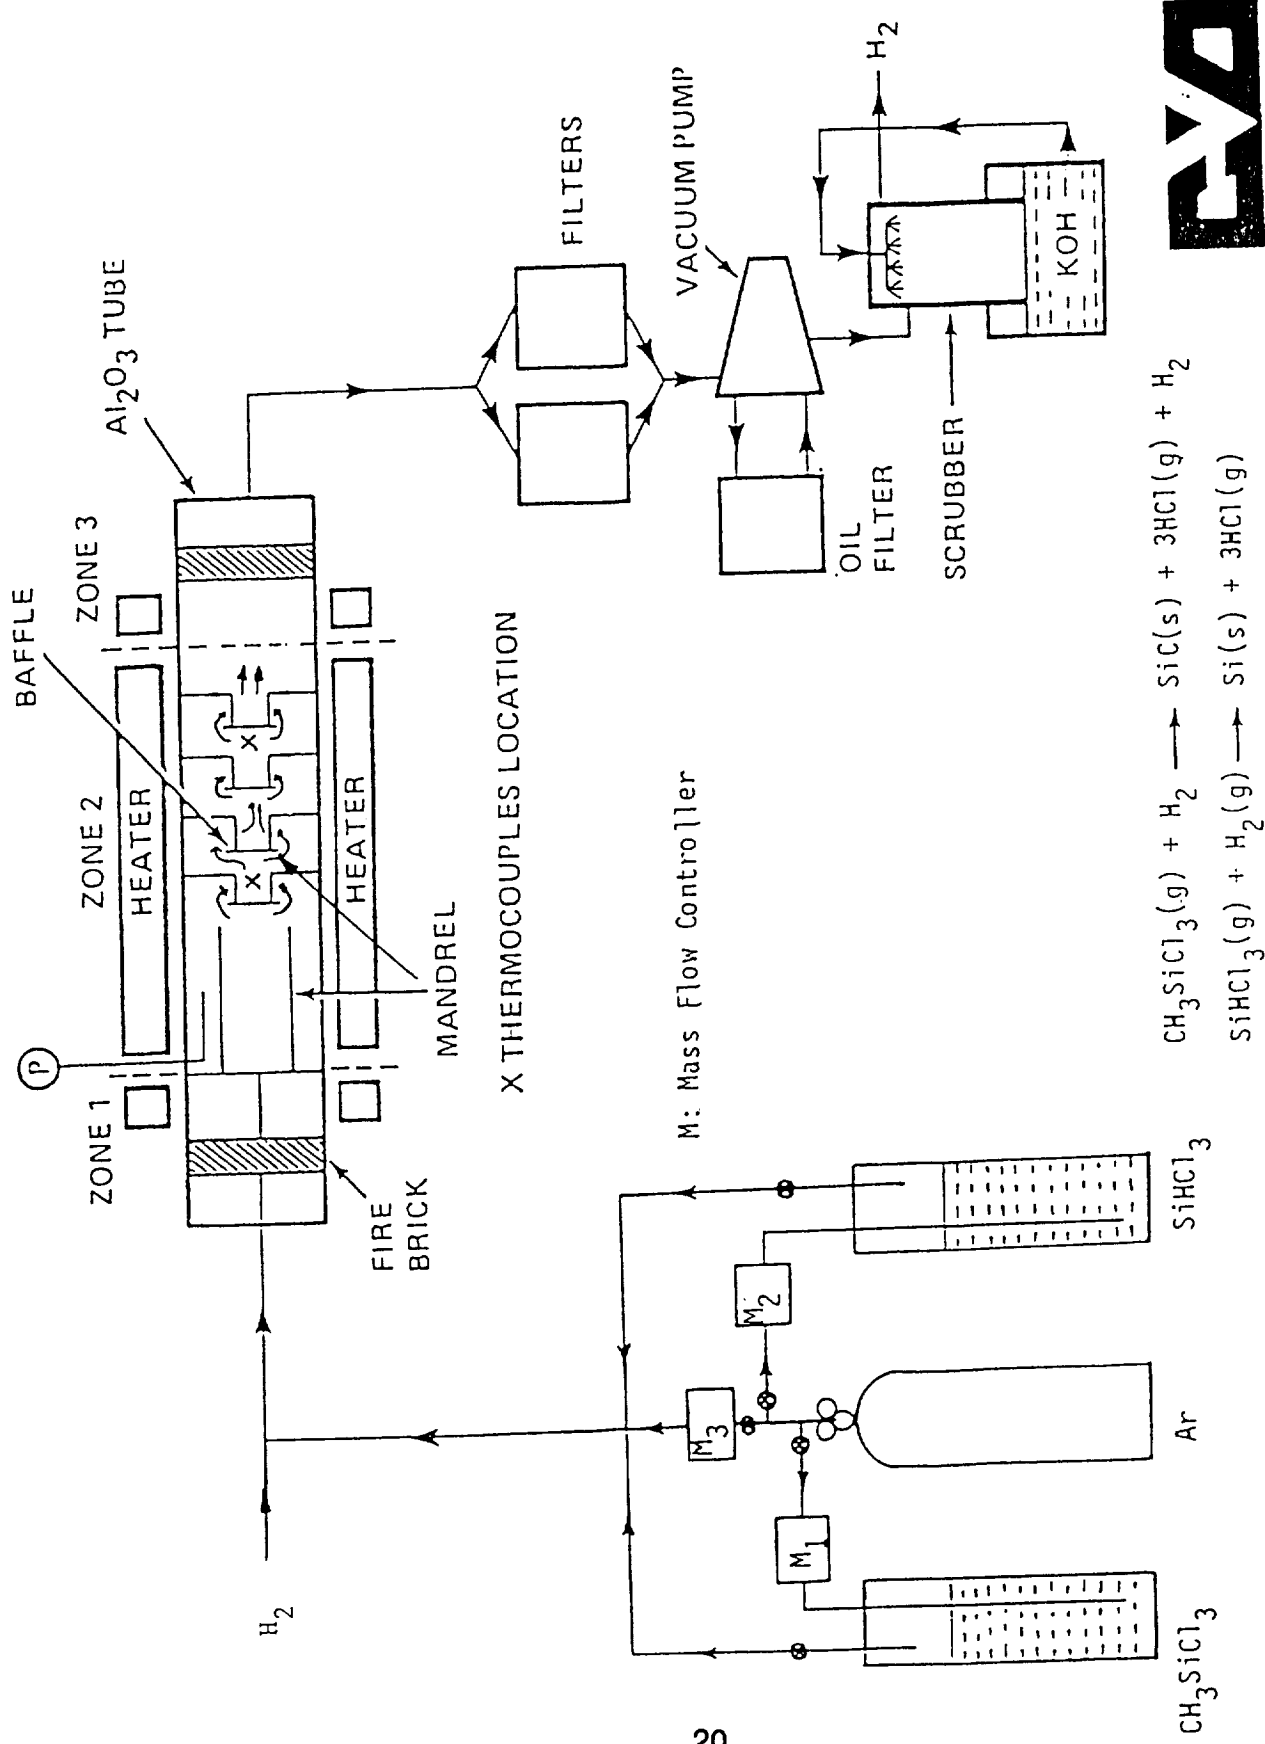 BAFFLE
Al2O3 TUBE
ZONE 1
ZONE 2
ZONE 3
HEATER
HEATER
P
FIRE
BRICK
MANDREL
X
X
X THERMOCOUPLES LOCATION
FILTERS
VACUUM PUMP
OIL
FILTER
SCRUBBER
KOH
H2
H2
M: Mass Flow Controller
M3
M2
M1
CH3SiCl3
Ar
SiHCl3
CH3SiCl3(g) + H2 → SiC(s) + 3HCl(g) + H2
SiHCl3(g) + H2(g) → Si(s) + 3HCl(g)
CVD
20